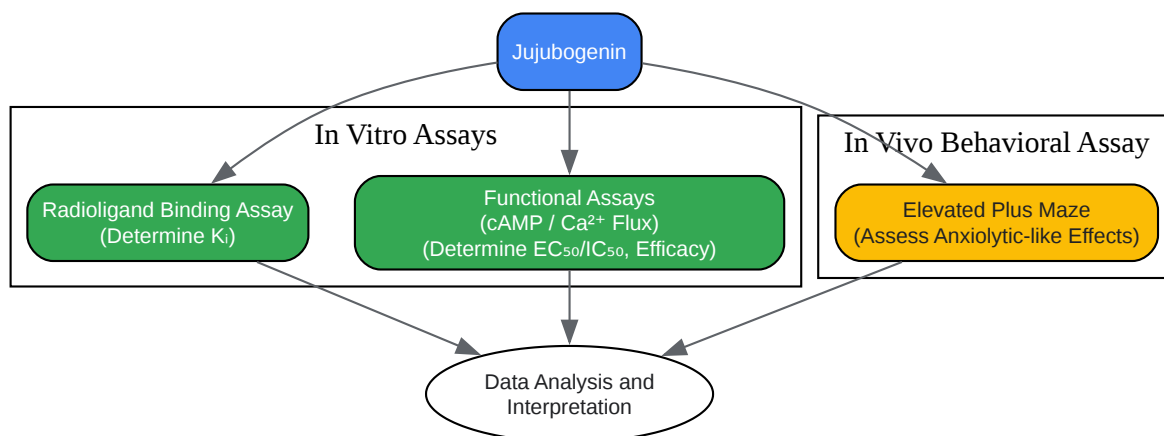 Jujubogenin
In Vitro Assays
In Vivo Behavioral Assay
Radioligand Binding Assay
(Determine Kᵢ)
Functional Assays
(cAMP / Ca²⁺ Flux)
(Determine EC₅₀/IC₅₀, Efficacy)
Elevated Plus Maze
(Assess Anxiolytic-like Effects)
Data Analysis and
Interpretation